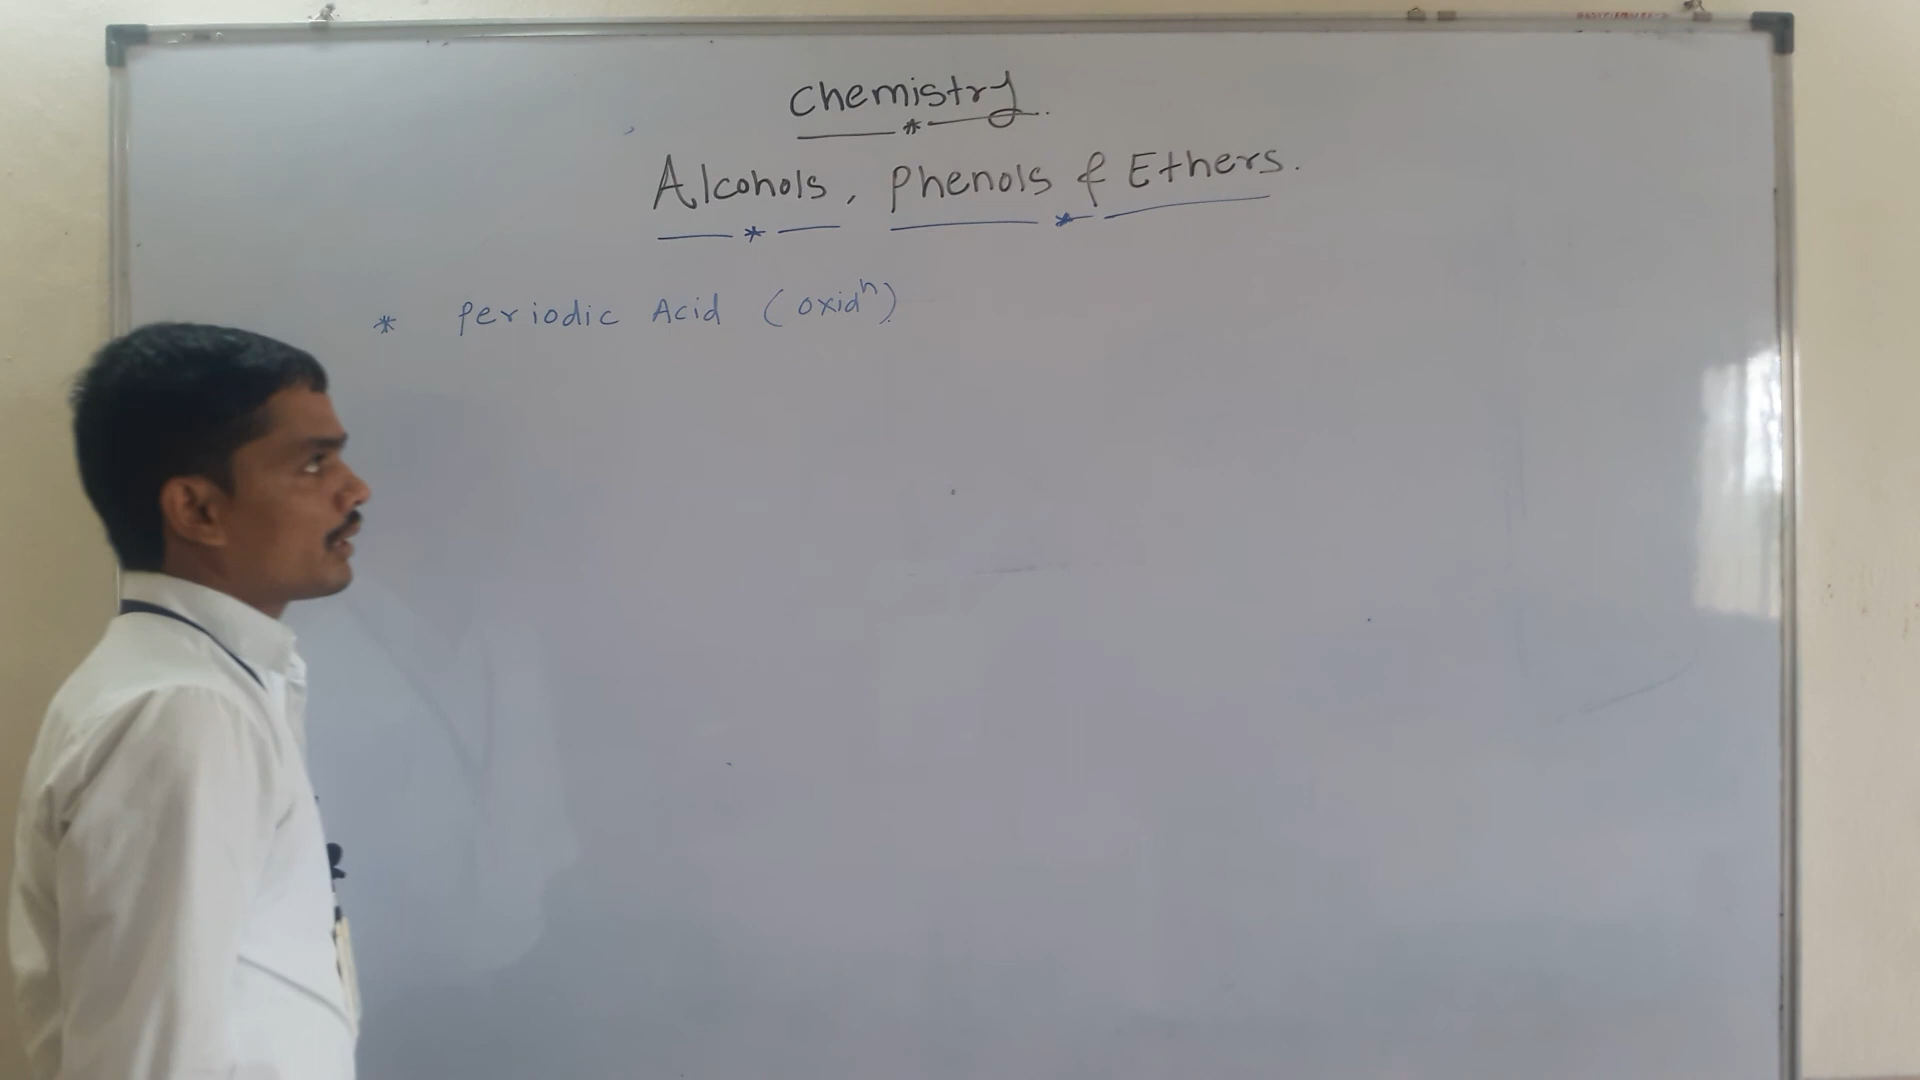 Chemistry.
Alcohols, Phenols & Ethers.
* Periodic Acid (oxidⁿ)